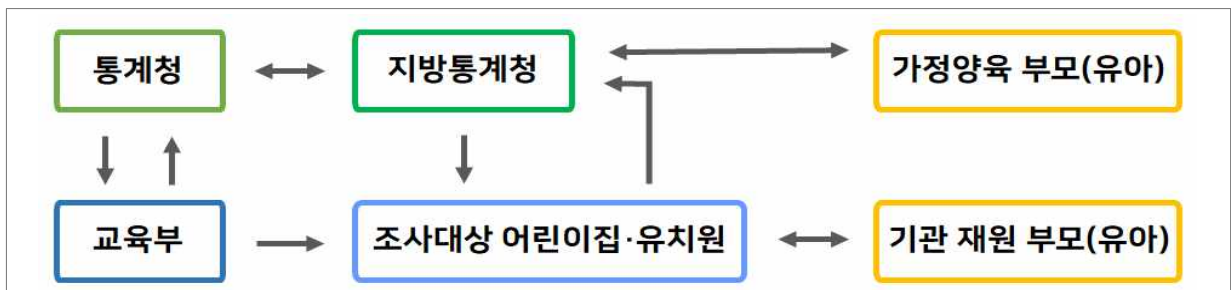 통계청
지방통계청
가정양육 부모(유아)
교육부
조사대상 어린이집·유치원
기관 재원 부모(유아)